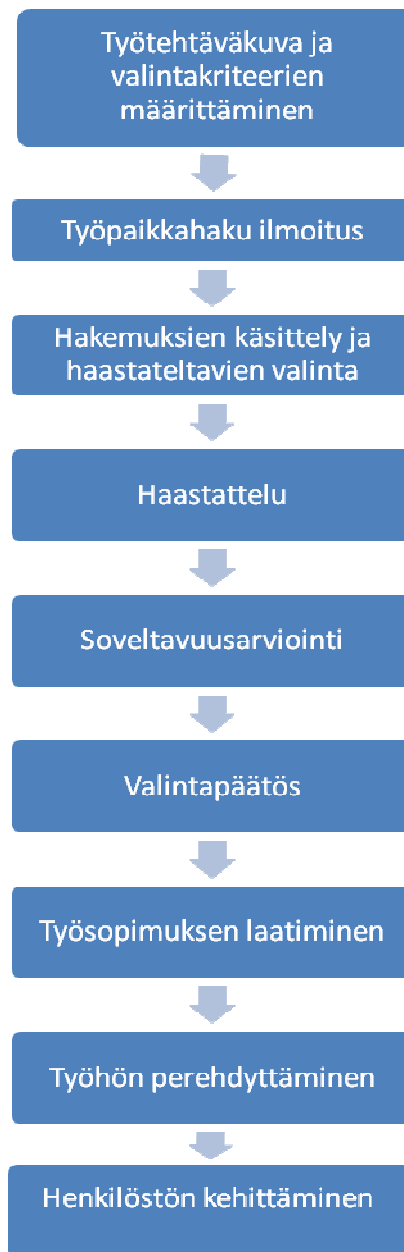 Työtehtäväkuva ja
valintakriteerien
määrittäminen
Työpaikkahaku ilmoitus
Hakemuksien käsittely ja
haastateltavien valinta
Haastattelu
Soveltavuusarviointi
Valintapäätös
Työsopimuksen laatiminen
Työhön perehdyttäminen
Henkilöstön kehittäminen